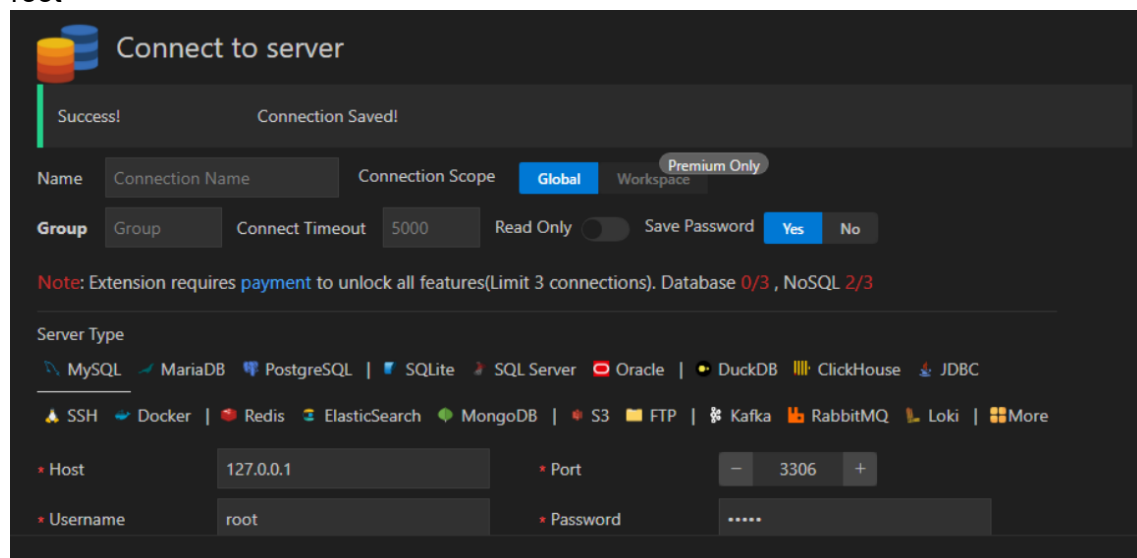 Connect to server
Success! Connection Saved!
Premium Only
Name Connection Name Connection Scope Global Workspace
Group Group Connect Timeout 5000 Read Only Save Password Yes No
Note: Extension requires payment to unlock all features(Limit 3 connections). Database 0/3 , NoSQL 2/3
Server Type
MySQL MariaDB PostgreSQL | SQLite SQL Server Oracle | DuckDB ClickHouse JDBC
SSH Docker | Redis ElasticSearch MongoDB | S3 FTP | Kafka RabbitMQ Loki | More
* Host 127.0.0.1 * Port − 3306 +
* Username root * Password •••••